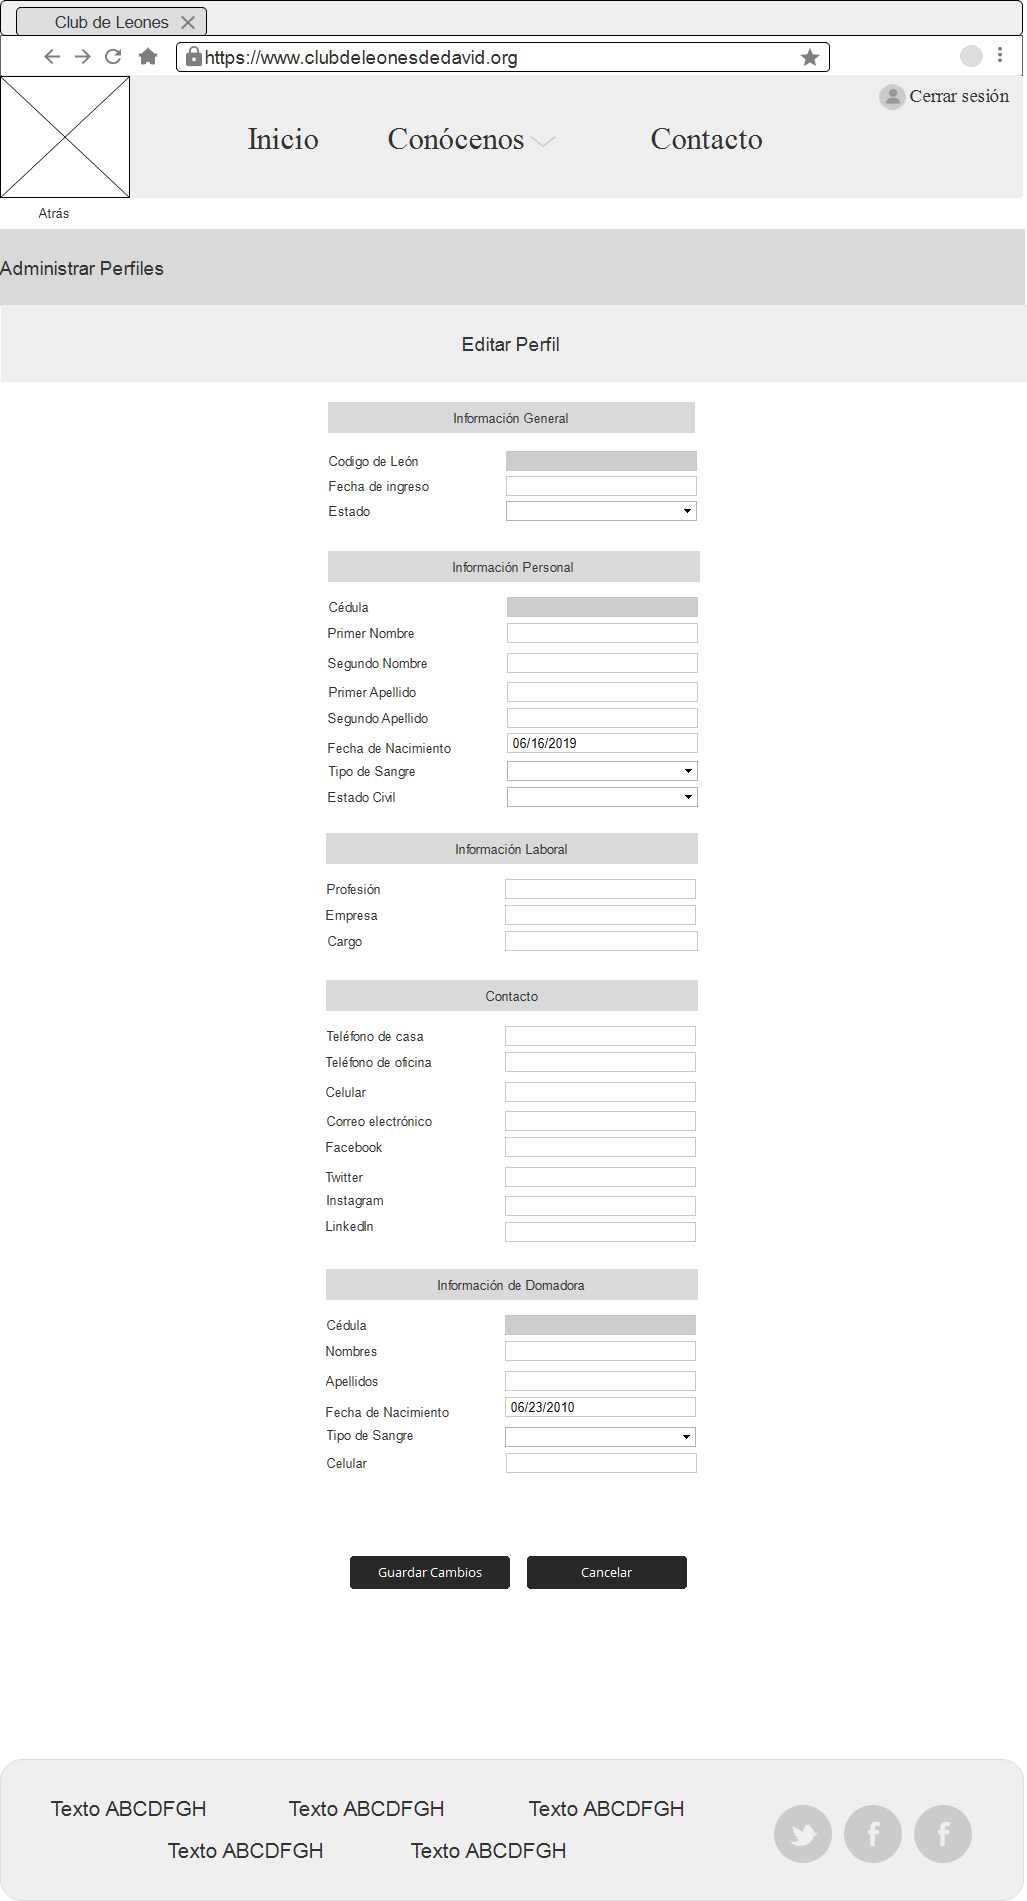 Club de Leones
https://www.clubdeleonesdedavid.org
Cerrar sesión
Inicio Conócenos Contacto
Atrás
Administrar Perfiles
Editar Perfil
Información General
Codigo de León
Fecha de ingreso
Estado
Información Personal
Cédula
Primer Nombre
Segundo Nombre
Primer Apellido
Segundo Apellido
Fecha de Nacimiento 06/16/2019
Tipo de Sangre
Estado Civil
Información Laboral
Profesión
Empresa
Cargo
Contacto
Teléfono de casa
Teléfono de oficina
Celular
Correo electrónico
Facebook
Twitter
Instagram
LinkedIn
Información de Domadora
Cédula
Nombres
Apellidos
Fecha de Nacimiento 06/23/2010
Tipo de Sangre
Celular
Guardar Cambios Cancelar
Texto ABCDFGH Texto ABCDFGH Texto ABCDFGH
Texto ABCDFGH Texto ABCDFGH